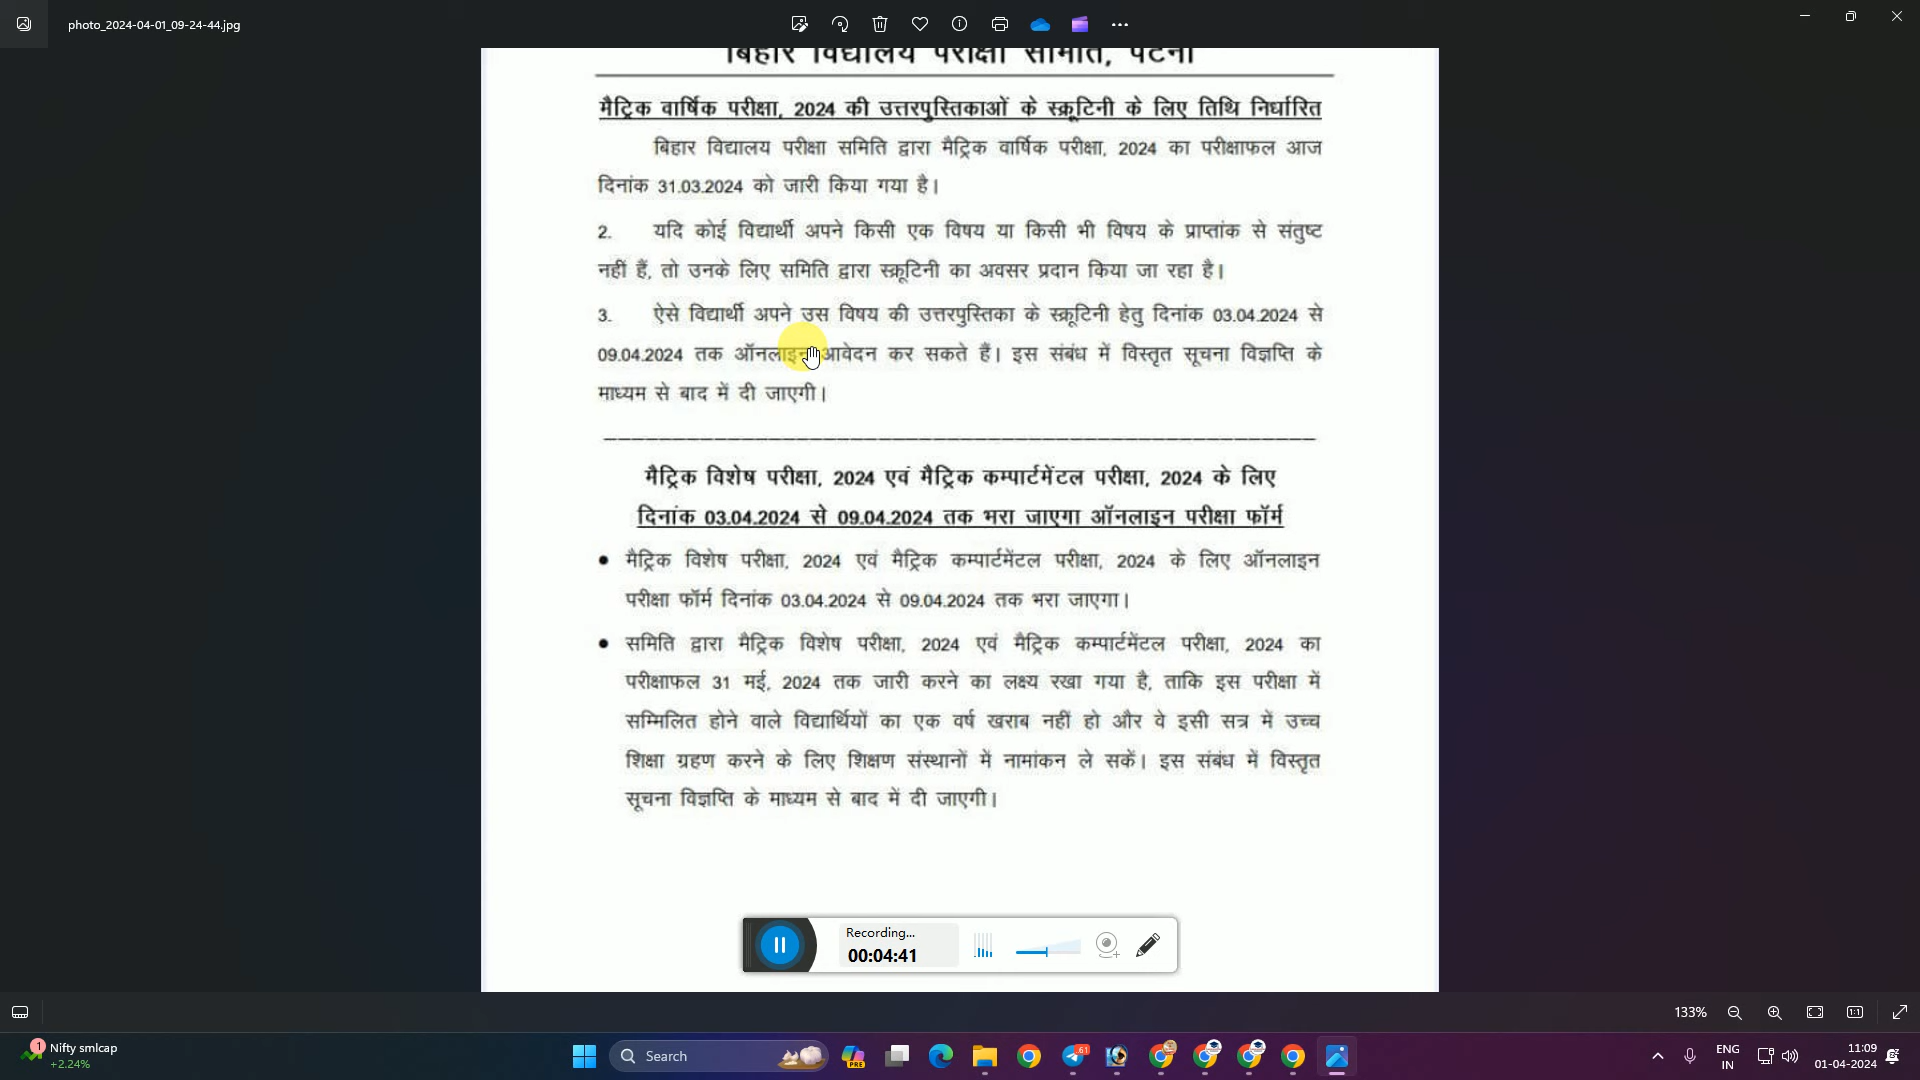 photo_2024-04-01_09-24-44.jpg
बिहार विद्यालय परीक्षा समिति, पटना
मैट्रिक वार्षिक परीक्षा, 2024 की उत्तरपुस्तिकाओं के स्क्रूटिनी के लिए तिथि निर्धारित
बिहार विद्यालय परीक्षा समिति द्वारा मैट्रिक वार्षिक परीक्षा, 2024 का परीक्षाफल आज
दिनांक 31.03.2024 को जारी किया गया है।
2. यदि कोई विद्यार्थी अपने किसी एक विषय या किसी भी विषय के प्राप्तांक से संतुष्ट
नहीं हैं, तो उनके लिए समिति द्वारा स्क्रूटिनी का अवसर प्रदान किया जा रहा है।
3. ऐसे विद्यार्थी अपने उस विषय की उत्तरपुस्तिका के स्क्रूटिनी हेतु दिनांक 03.04.2024 से
09.04.2024 तक ऑनलाइन आवेदन कर सकते हैं। इस संबंध में विस्तृत सूचना विज्ञप्ति के
माध्यम से बाद में दी जाएगी।
मैट्रिक विशेष परीक्षा, 2024 एवं मैट्रिक कम्पार्टमेंटल परीक्षा, 2024 के लिए
दिनांक 03.04.2024 से 09.04.2024 तक भरा जाएगा ऑनलाइन परीक्षा फॉर्म
• मैट्रिक विशेष परीक्षा, 2024 एवं मैट्रिक कम्पार्टमेंटल परीक्षा, 2024 के लिए ऑनलाइन
परीक्षा फॉर्म दिनांक 03.04.2024 से 09.04.2024 तक भरा जाएगा।
• समिति द्वारा मैट्रिक विशेष परीक्षा, 2024 एवं मैट्रिक कम्पार्टमेंटल परीक्षा, 2024 का
परीक्षाफल 31 मई, 2024 तक जारी करने का लक्ष्य रखा गया है, ताकि इस परीक्षा में
सम्मिलित होने वाले विद्यार्थियों का एक वर्ष खराब नहीं हो और वे इसी सत्र में उच्च
शिक्षा ग्रहण करने के लिए शिक्षण संस्थानों में नामांकन ले सकें। इस संबंध में विस्तृत
सूचना विज्ञप्ति के माध्यम से बाद में दी जाएगी।
Recording...
00:04:41
133%
1:1
1 Nifty smlcap
+2.24%
Search
PRE
61
ENG
IN
11:09
01-04-2024